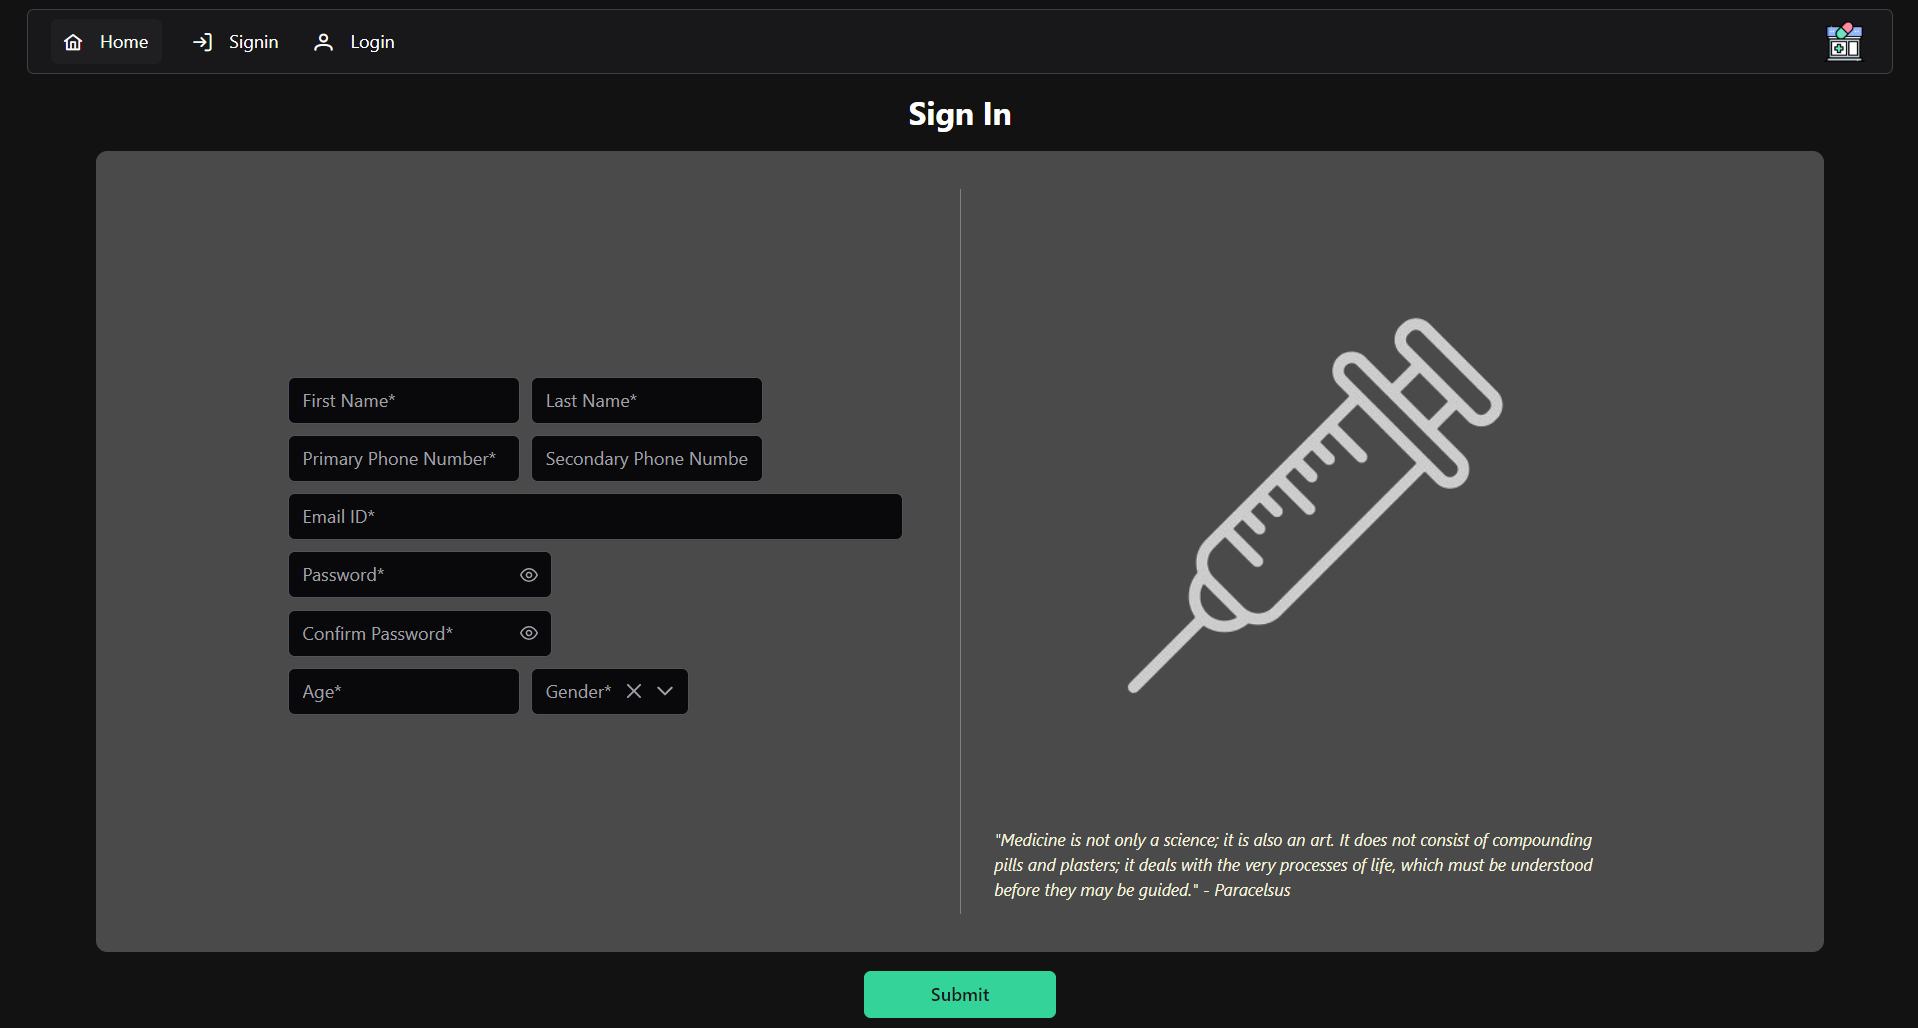 Home
Signin
Login
Sign In
First Name*
Last Name*
Primary Phone Number*
Secondary Phone Numbe
Email ID*
Password*
Confirm Password*
Age*
Gender*
"Medicine is not only a science; it is also an art. It does not consist of compounding
pills and plasters; it deals with the very processes of life, which must be understood
before they may be guided." - Paracelsus
Submit